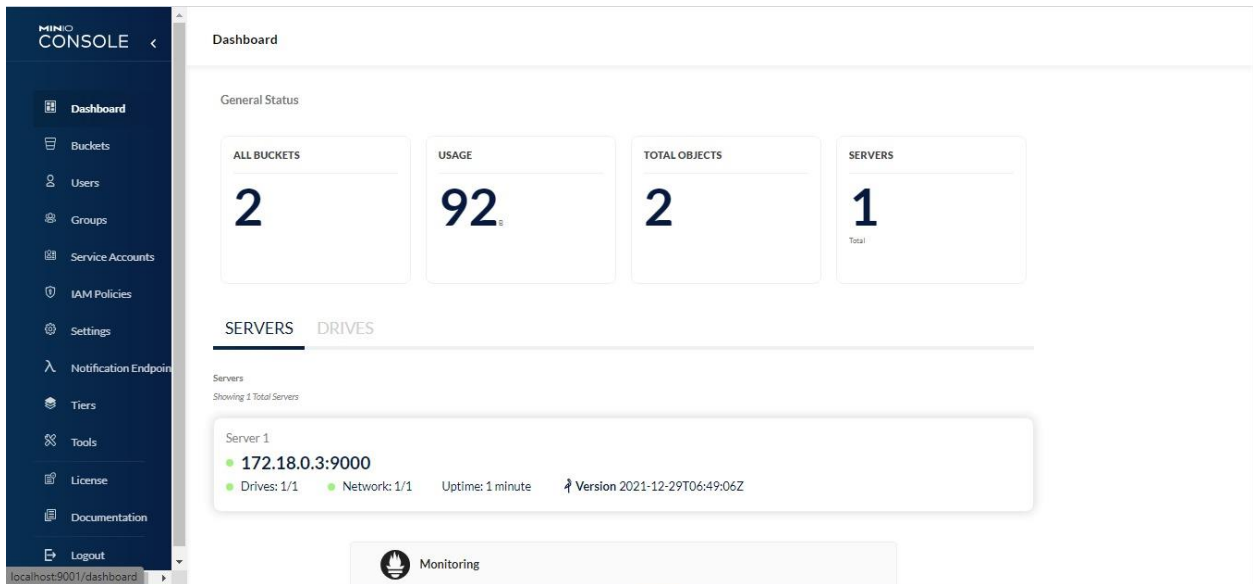 MINIO
CONSOLE
Dashboard
Buckets
Users
Groups
Service Accounts
IAM Policies
Settings
Notification Endpoin
Tiers
Tools
License
Documentation
Logout
localhost:9001/dashboard
Dashboard
General Status
ALL BUCKETS
2
USAGE
92
TOTAL OBJECTS
2
SERVERS
1
Total
SERVERS DRIVES
Servers
Showing 1 Total Servers
Server 1
172.18.0.3:9000
Drives: 1/1 Network: 1/1 Uptime: 1 minute Version 2021-12-29T06:49:06Z
Monitoring